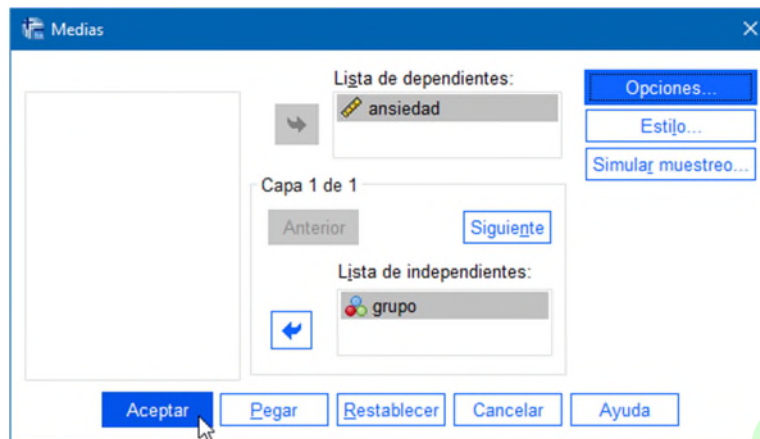 Medias
Lista de dependientes:
ansiedad
Opciones...
Estilo...
Simular muestreo...
Capa 1 de 1
Anterior
Siguiente
Lista de independientes:
grupo
Aceptar
Pegar
Restablecer
Cancelar
Ayuda